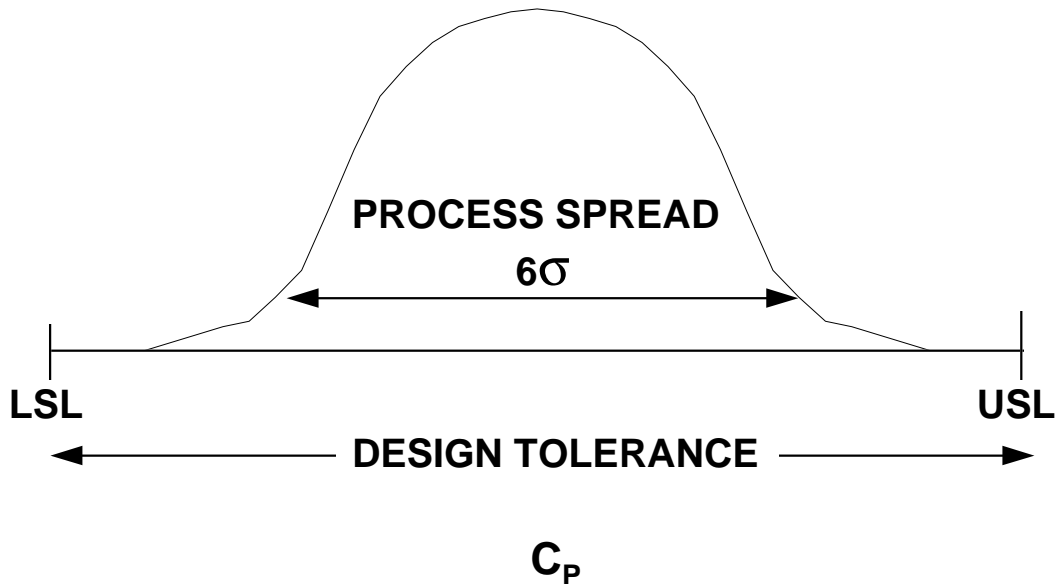 PROCESS SPREAD
6σ
LSL
USL
DESIGN TOLERANCE
CP